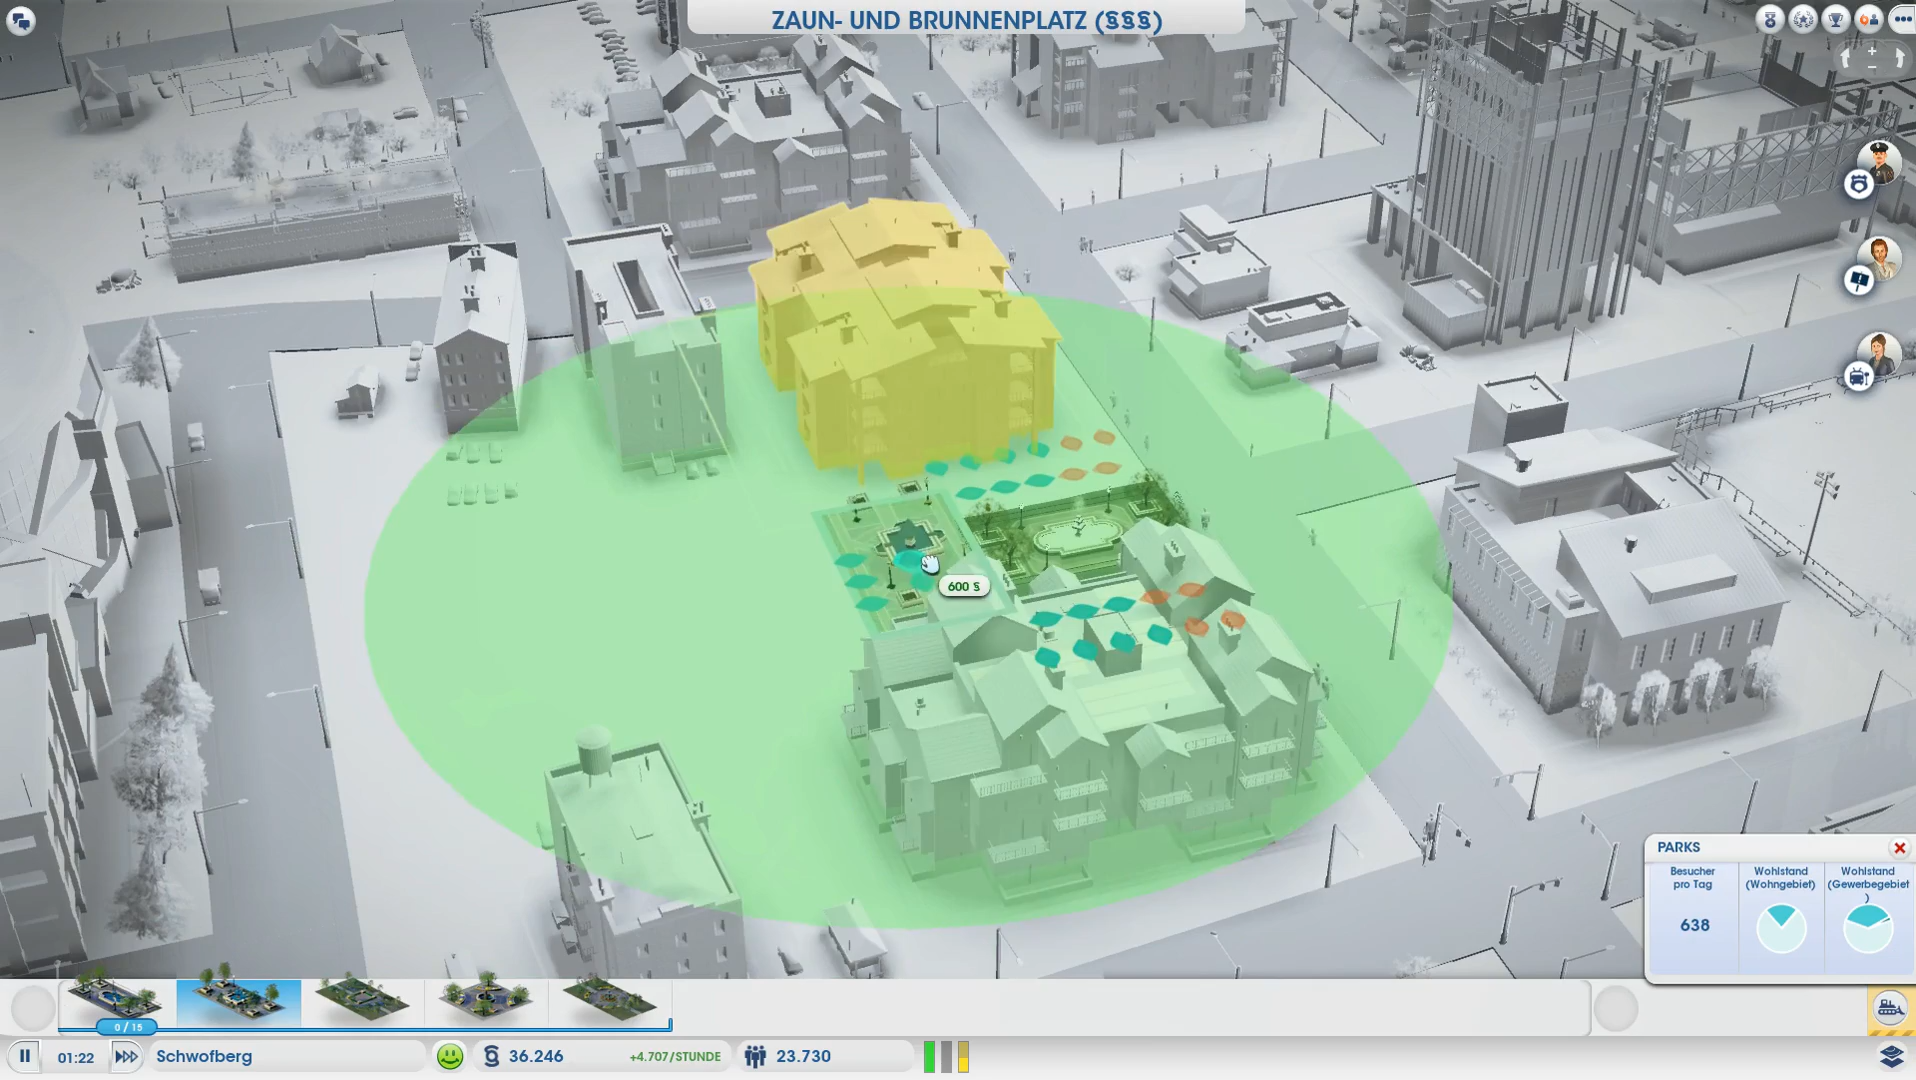 ZAUN- UND BRUNNENPLATZ (§§§)
600 §
PARKS
Besucher
pro Tag
638
Wohlstand
(Wohngebiet)
Wohlstand
(Gewerbegebiet
)
0 / 15
01:22
Schwofberg
36.246
+4.707/STUNDE
23.730